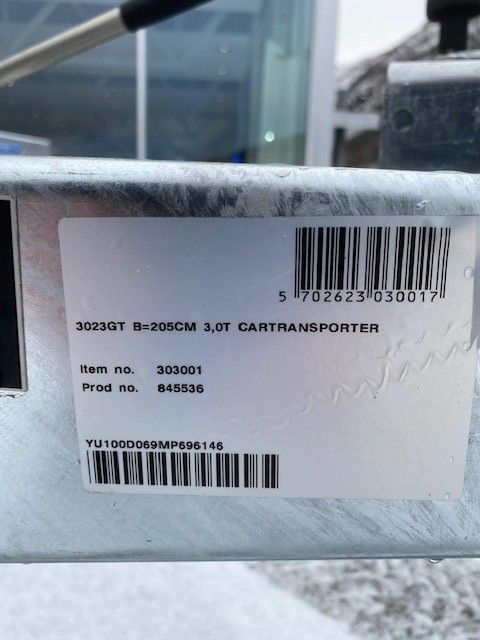 5 702623 030017
3023GT B=205CM 3,0T CARTRANSPORTER
Item no. 303001
Prod no. 845536
YU100D069MP696146